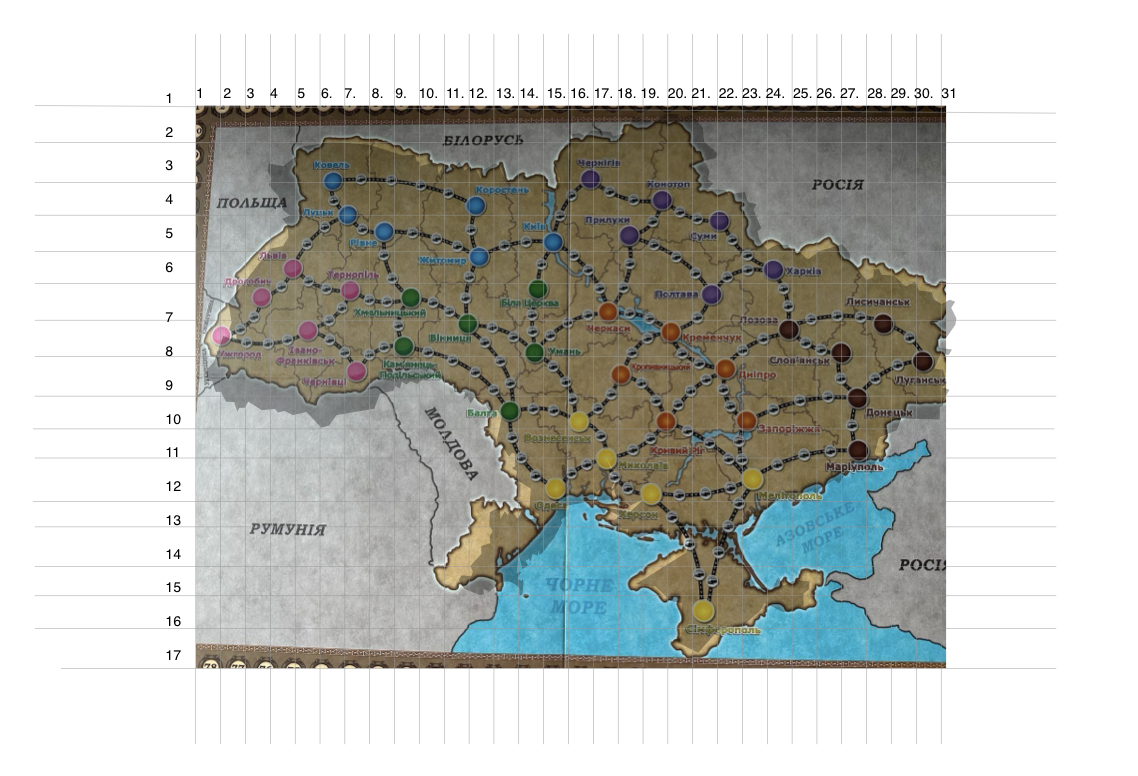 1 2 3 4 5 6. 7. 8. 9. 10. 11. 12. 13. 14. 15. 16. 17. 18. 19. 20. 21. 22. 23. 24. 25. 26. 27. 28. 29. 30. 31
1
2
3
4
5
6
7
8
9
10
11
12
13
14
15
16
17
БІЛОРУСЬ
Ковель
Чернігів
Коростень
Конотоп
РОСІЯ
ПОЛЬЩА
Луцьк
Прилуки
Київ
Суми
Рівне
Житомир
Львів
Тернопіль
Харків
Дрогобич
Полтава
Біла Церква
Лисичанськ
Хмельницький
Лозова
Черкаси
Кременчук
Вінниця
Ужгород
Івано-
Франківськ
Умань
Слов'янськ
Кам'янець-
Подільський
Кропивницький
Дніпро
Чернівці
Луганськ
Балта
Донецьк
МОЛДОВА
Запоріжжя
Вознесенськ
Кривий Ріг
Миколаїв
Маріуполь
Мелітополь
Одеса
Херсон
АЗОВСЬКЕ
МОРЕ
РУМУНІЯ
РОСІЯ
ЧОРНЕ
МОРЕ
Сімферополь
78 77 76